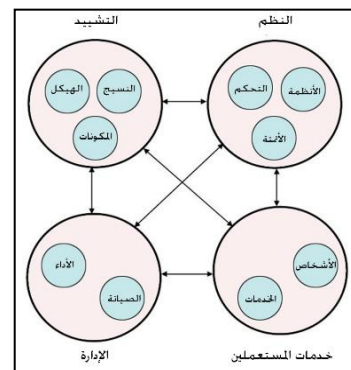 النظم
التشييد
التحكم
الأنظمة
الأتمتة
الهيكل
النسيج
المكونات
الأداء
الصيانة
الأشخاص
الخدمات
الإدارة
خدمات المستعملين